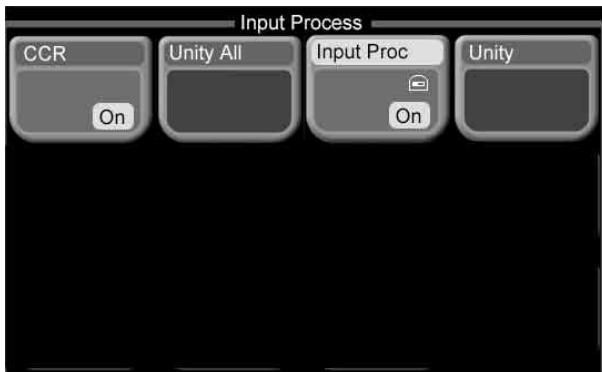 Input Process
CCR
Unity All
Input Proc
Unity
On
On